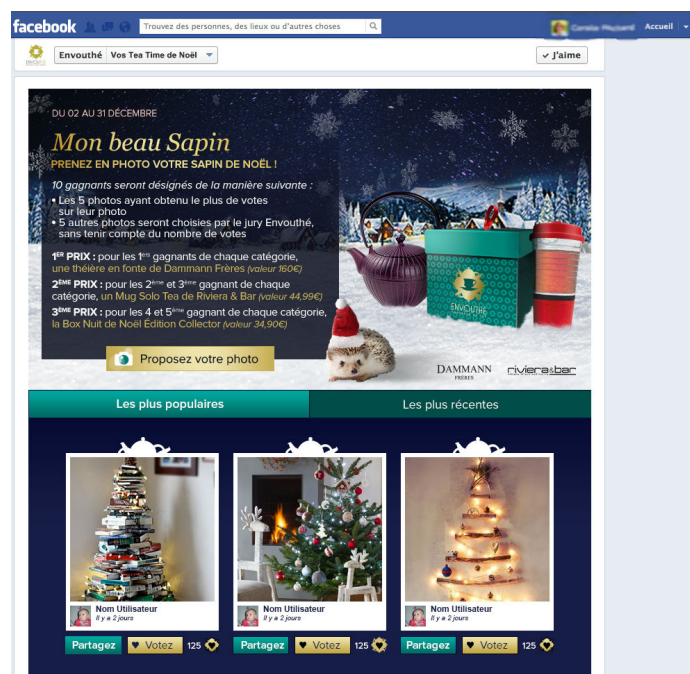 facebook
Trouvez des personnes, des lieux ou d'autres choses
Accueil
Envouthé Vos Tea Time de Noël
✓ J'aime
DU 02 AU 31 DÉCEMBRE
Mon beau Sapin
PRENEZ EN PHOTO VOTRE SAPIN DE NOËL !
10 gagnants seront désignés de la manière suivante :
• Les 5 photos ayant obtenu le plus de votes
sur leur photo
• 5 autres photos seront choisies par le jury Envouthé,
sans tenir compte du nombre de votes
1ER PRIX : pour les 1ers gagnants de chaque catégorie,
une théière en fonte de Dammann Frères (valeur 160€)
2ÈME PRIX : pour les 2ème et 3ème gagnant de chaque
catégorie, un Mug Solo Tea de Riviera & Bar (valeur 44,99€)
3ÈME PRIX : pour les 4 et 5ème gagnant de chaque catégorie,
la Box Nuit de Noël Édition Collector (valeur 34,90€)
Proposez votre photo
ENVOUTHÉ
DAMMANN
FRÈRES
riviera&bar
Les plus populaires
Les plus récentes
Nom Utilisateur
Il y a 2 jours
Partagez
Votez
125
Nom Utilisateur
Il y a 2 jours
Partagez
Votez
125
Nom Utilisateur
Il y a 2 jours
Partagez
Votez
125